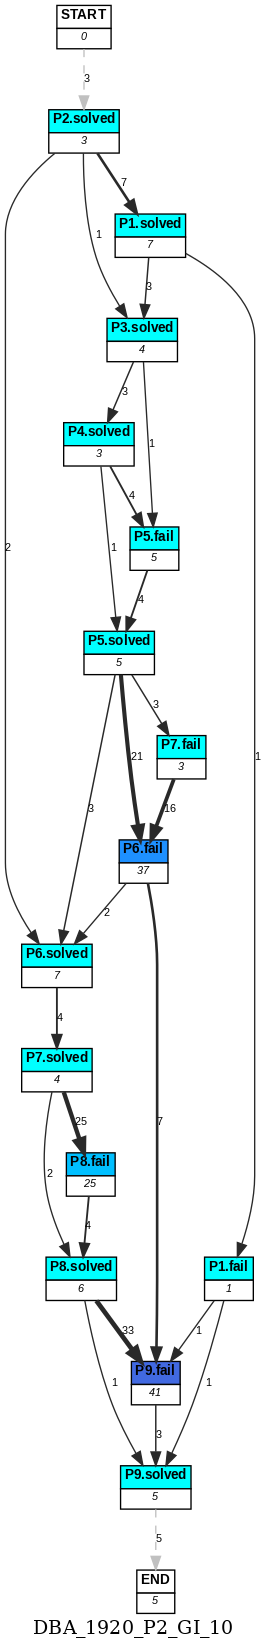 START
0
3
P2.solved
3
7
P1.solved
7
1
3
P3.solved
4
3
P4.solved
3
1
4
P5.fail
5
2
1
4
1
P5.solved
5
3
P7.fail
3
21
3
16
P6.fail
37
2
P6.solved
7
4
7
P7.solved
4
25
P8.fail
25
2
4
P8.solved
6
P1.fail
1
33
1
P9.fail
41
1
1
3
P9.solved
5
5
END
5
DBA_1920_P2_GI_10